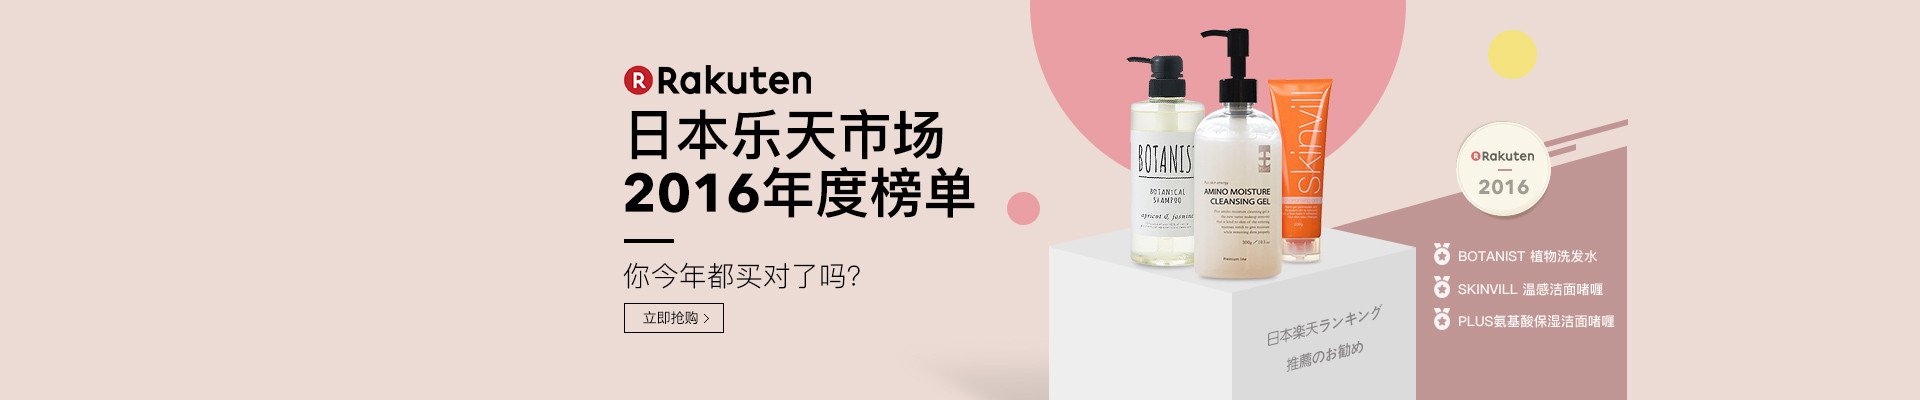 Rakuten
日本乐天市场
2016年度榜单
你今年都买对了吗?
立即抢购 >
BOTANIST
BOTANICAL
SHAMPOO
apricot & jasmine
AMINO MOISTURE
CLEANSING GEL
Premium line
skinvill
Rakuten
2016
BOTANIST 植物洗发水
SKINVILL 温感洁面啫喱
PLUS氨基酸保湿洁面啫喱
日本楽天ランキング
推薦のお勧め